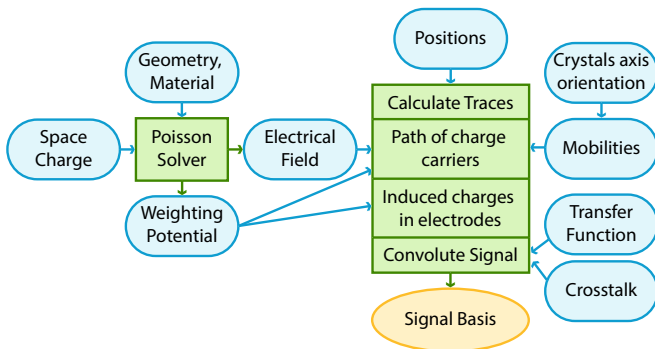 Positions
Geometry,
Material
Crystals axis
orientation
Calculate Traces
Space
Charge
Poisson
Solver
Electrical
Field
Path of charge
carriers
Mobilities
Weighting
Potential
Induced charges
in electrodes
Transfer
Function
Convolute Signal
Crosstalk
Signal Basis